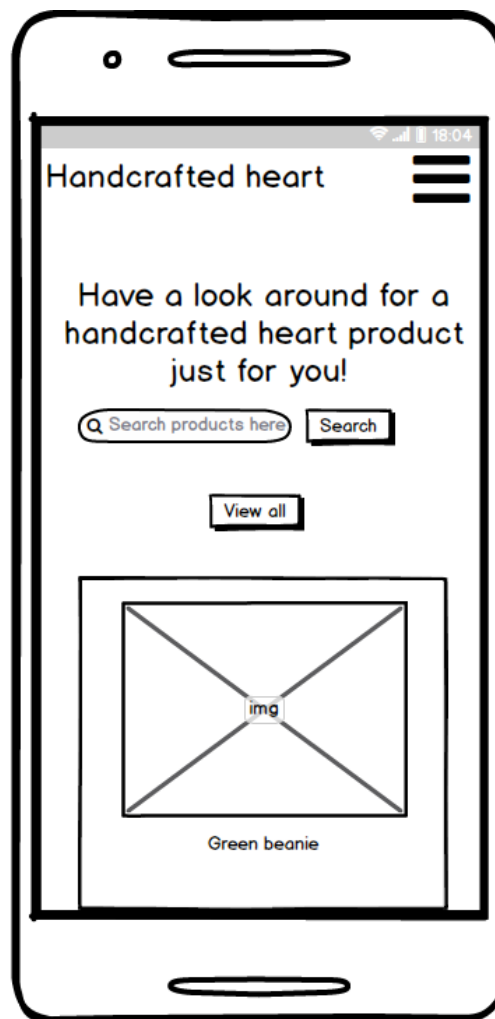 18:04
Handcrafted heart
Have a look around for a
handcrafted heart product
just for you!
Search products here
Search
View all
img
Green beanie